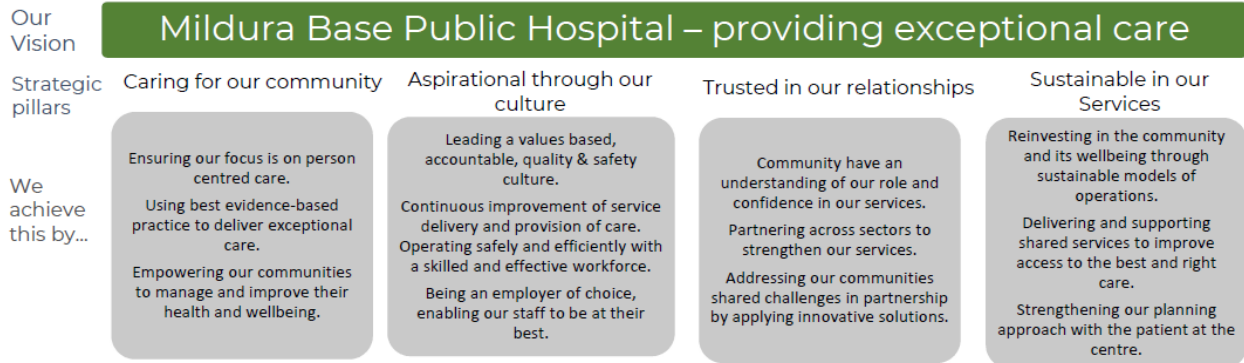 Our
Vision
Mildura Base Public Hospital – providing exceptional care
Strategic
pillars
Caring for our community
Aspirational through our
culture
Trusted in our relationships
Sustainable in our
Services
We
achieve
this by...
Ensuring our focus is on person
centred care.
Using best evidence-based
practice to deliver exceptional
care.
Empowering our communities
to manage and improve their
health and wellbeing.
Leading a values based,
accountable, quality & safety
culture.
Continuous improvement of service
delivery and provision of care.
Operating safely and efficiently with
a skilled and effective workforce.
Being an employer of choice,
enabling our staff to be at their
best.
Community have an
understanding of our role and
confidence in our services.
Partnering across sectors to
strengthen our services.
Addressing our communities
shared challenges in partnership
by applying innovative solutions.
Reinvesting in the community
and its wellbeing through
sustainable models of
operations.
Delivering and supporting
shared services to improve
access to the best and right
care.
Strengthening our planning
approach with the patient at the
centre.